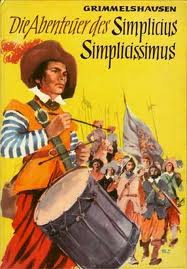 GRIMMELSHAUSEN
Die Abenteuer des Simplicius
Simplicissimus